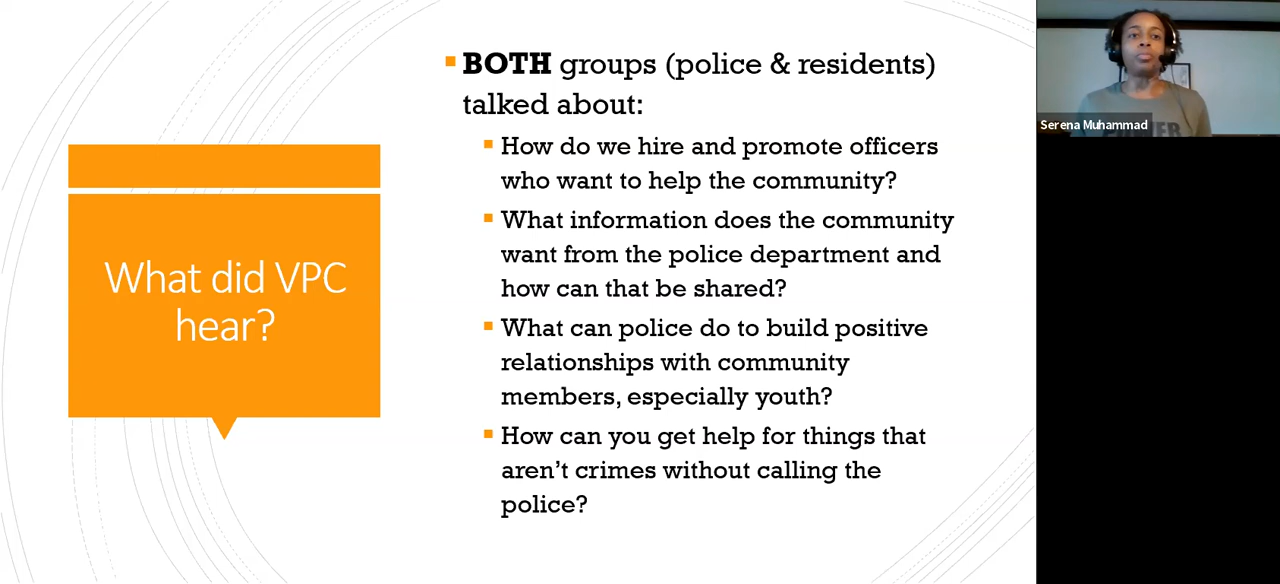 What did VPC
hear?
BOTH groups (police & residents)
talked about:
How do we hire and promote officers
who want to help the community?
What information does the community
want from the police department and
how can that be shared?
What can police do to build positive
relationships with community
members, especially youth?
How can you get help for things that
aren't crimes without calling the
police?
Serena Muhammad